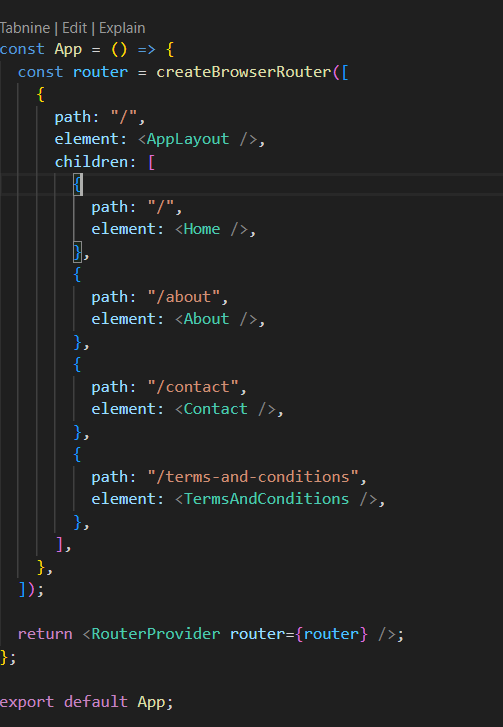 Tabnine | Edit | Explain
const App = () => {
  const router = createBrowserRouter([
    {
      path: "/",
      element: <AppLayout />,
      children: [
        {
          path: "/",
          element: <Home />,
        },
        {
          path: "/about",
          element: <About />,
        },
        {
          path: "/contact",
          element: <Contact />,
        },
        {
          path: "/terms-and-conditions",
          element: <TermsAndConditions />,
        },
      ],
    },
  ]);

  return <RouterProvider router={router} />;
};

export default App;